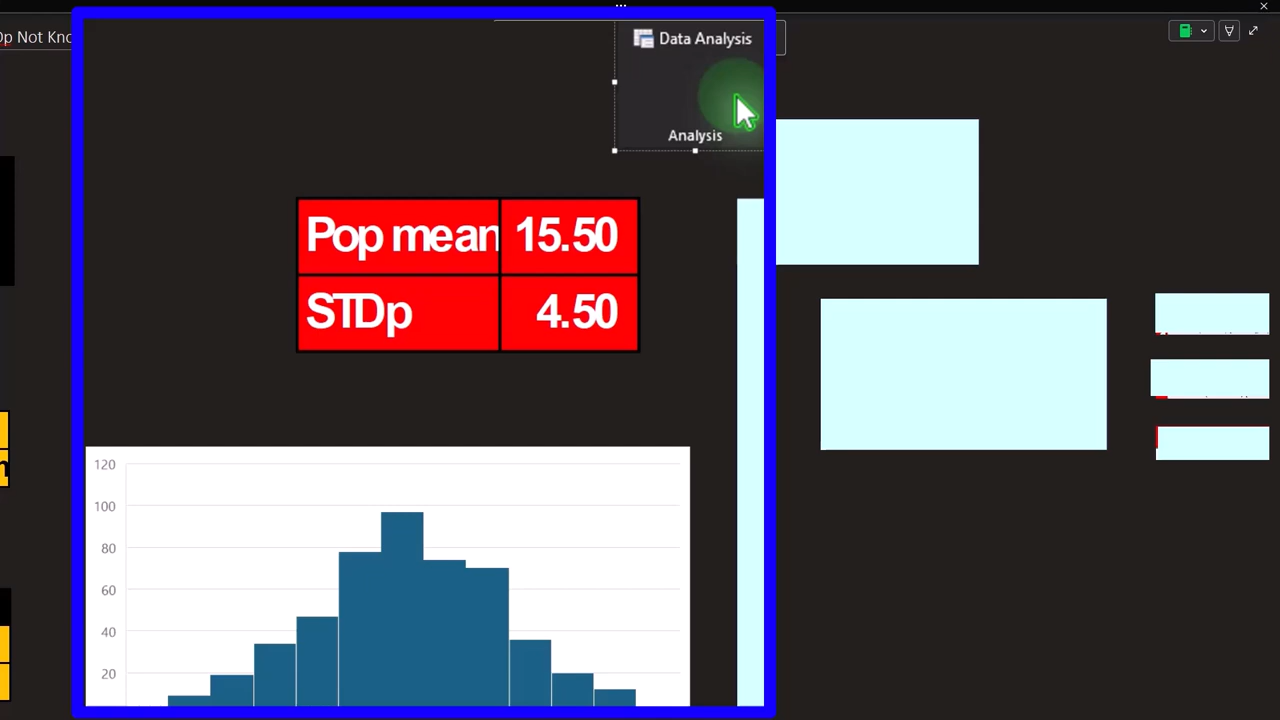 Op Not Kno
Data Analysis
Analysis
Pop mean 15.50
STDp 4.50
120
100
80
60
40
20